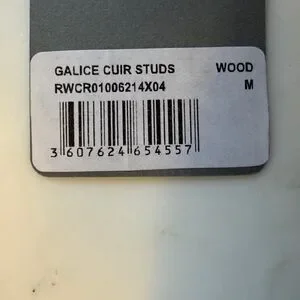 GALICE CUIR STUDS WOOD
RWCR01006214X04 M
3 607624 654557